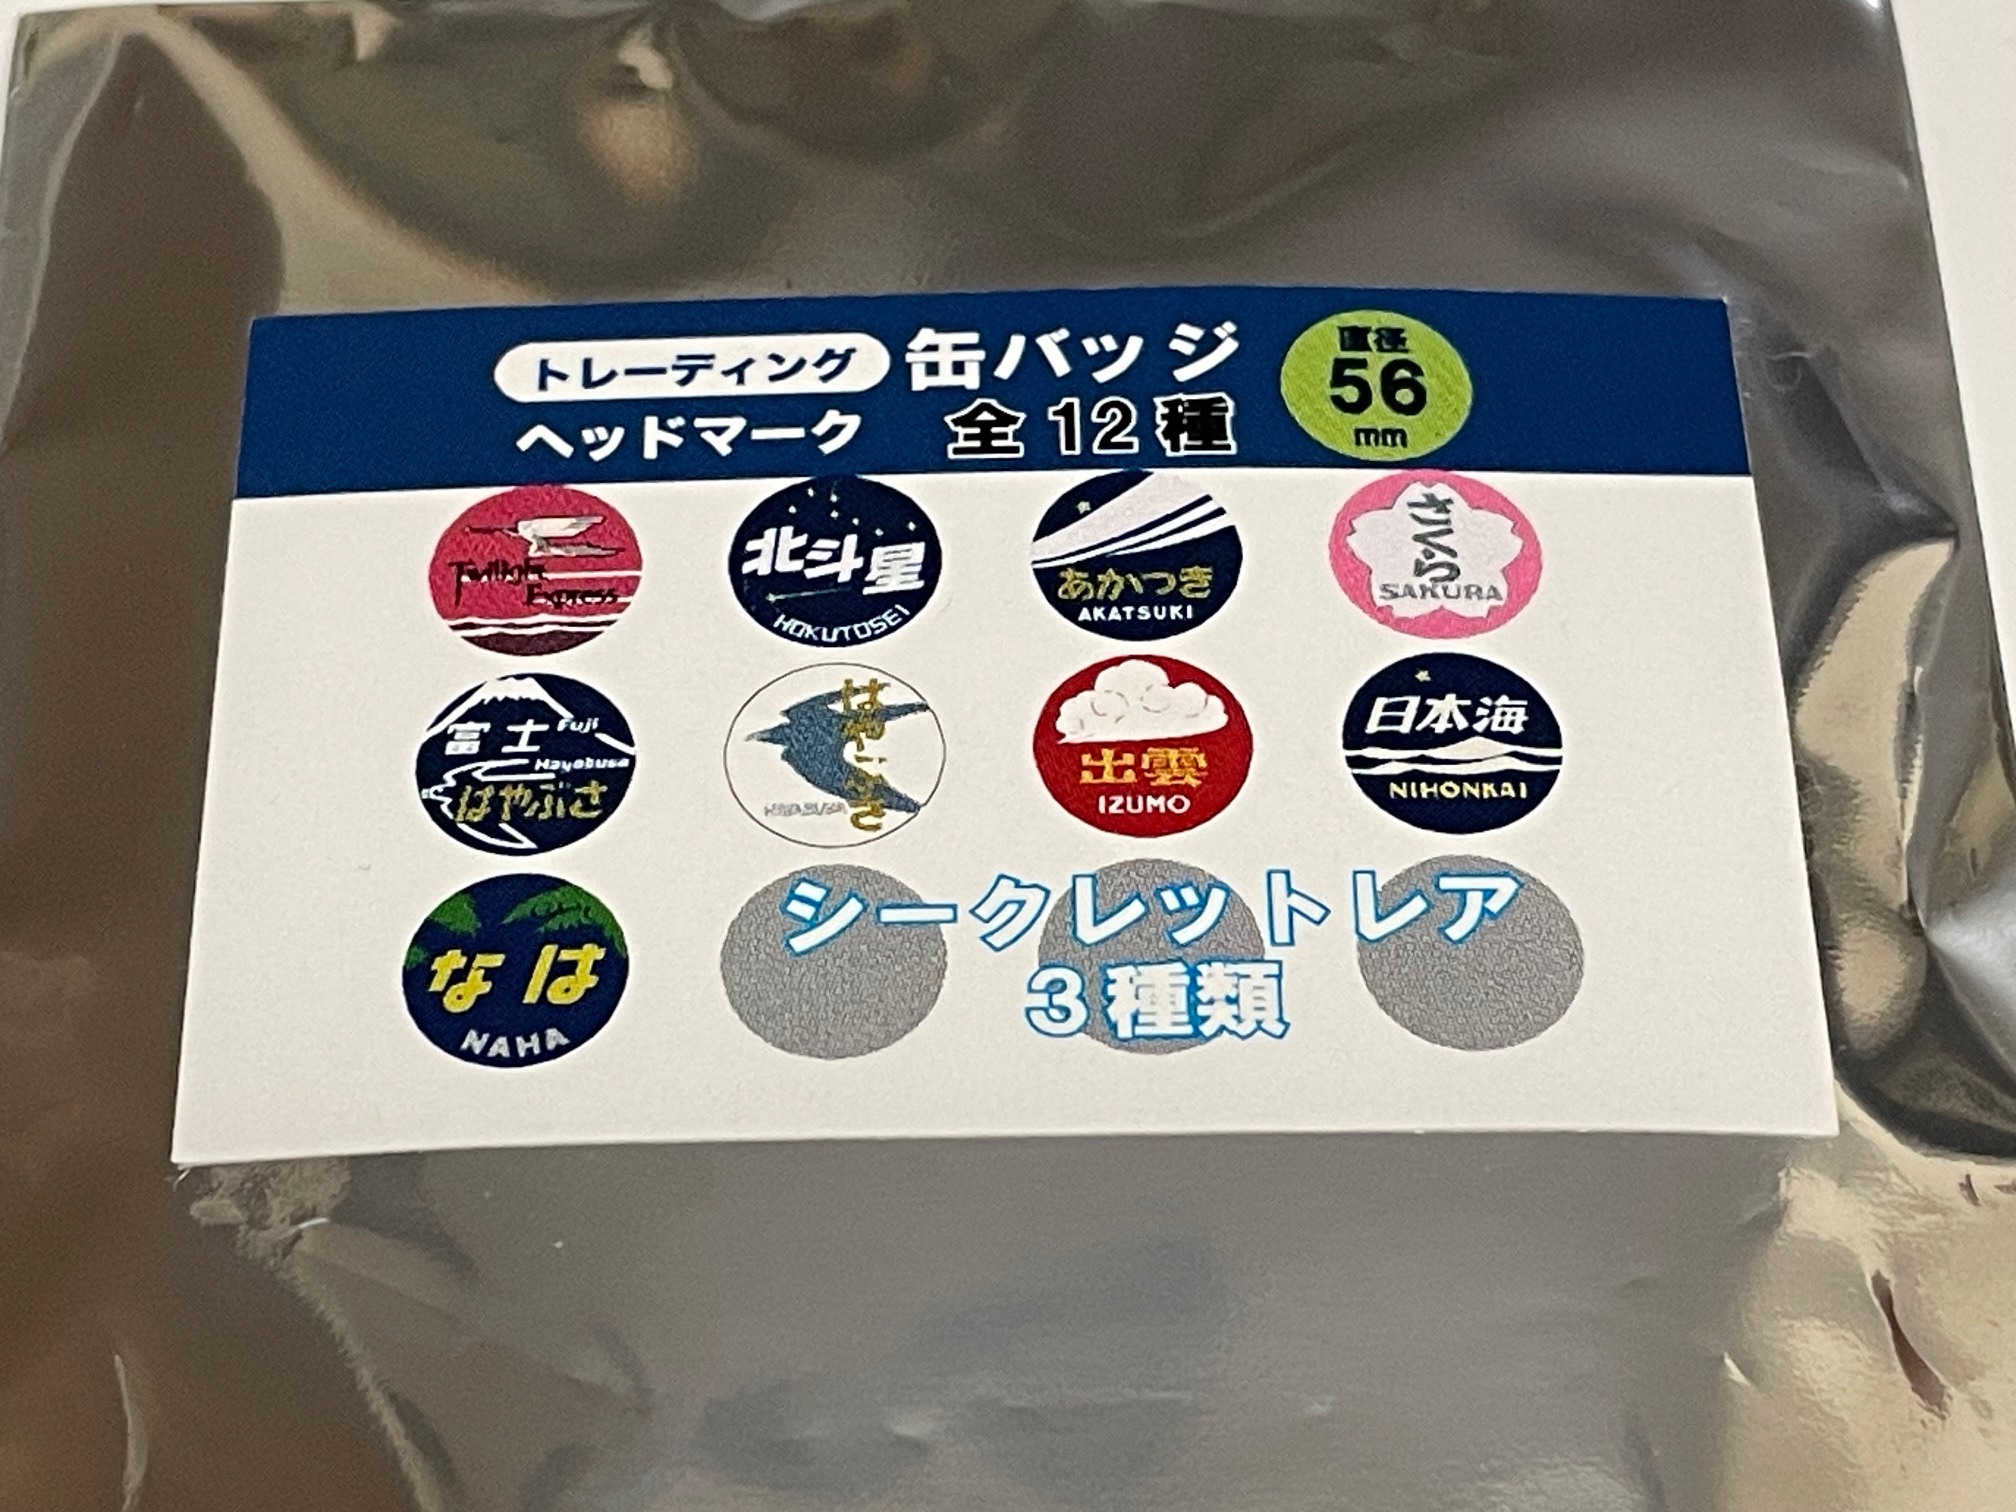 トレーディング 缶バッジ
ヘッドマーク 全12種
直径
56
mm
Twilight
Express
北斗星
HOKUTOSEI
あかつき
AKATSUKI
さくら
SAKURA
富士 Fuji
Hayabusa
はやぶさ
はやぶさ
HAYABUSA
出雲
IZUMO
日本海
NIHONKAI
なは
NAHA
シークレットレア
3種類